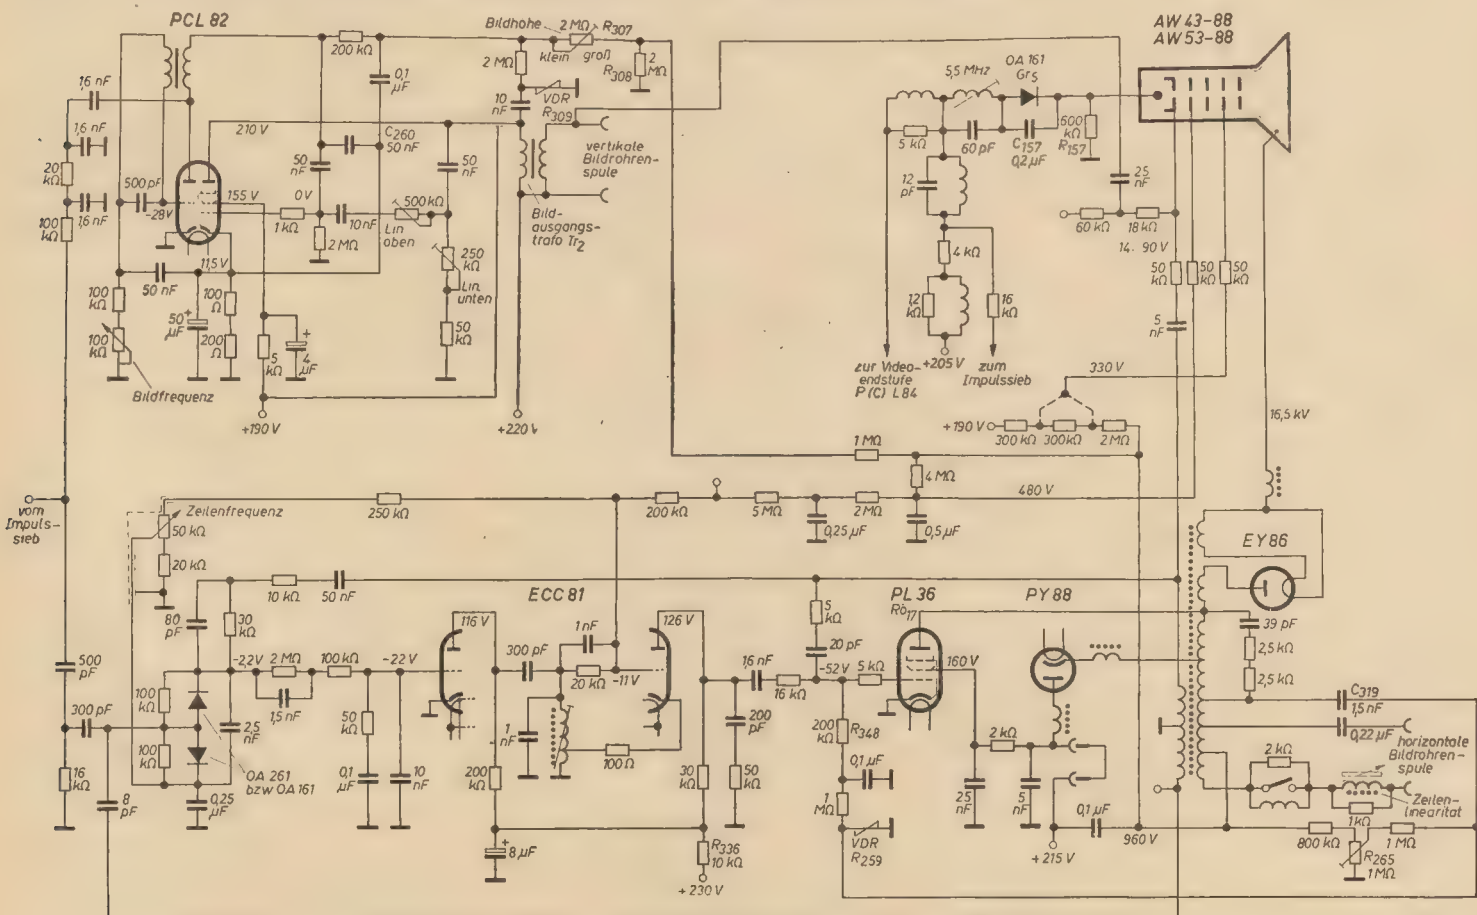 PCL 82
1,6 nF
1,6 nF
20 kΩ
1,6 nF
100 kΩ
500 pF
-28V
200 kΩ
0,1 µF
210 V
C260
50 nF
50 nF
155 V
0V
1 kΩ
10 nF
500 kΩ
Lin oben
2 MΩ
11,5 V
50 nF
100 kΩ
100 kΩ
Bildfrequenz
50 µF
+
100 Ω
200 Ω
5 kΩ
+
4 µF
+190 V
50 nF
250 kΩ
Lin. unten
50 kΩ
Bildhöhe
2 MΩ
R307
klein
groß
2 MΩ
R308
2 MΩ
10 nF
VDR
R309
vertikale
Bildröhren-
spule
Bild-
ausgangs-
trafo Tr2
+220 V
5,5 MHz
OA 161
Gr5
5 kΩ
60 pF
C157
0,2 µF
600 kΩ
R157
12 pF
4 kΩ
12 kΩ
16 kΩ
+205 V
zur Video-
endstufe
P (C) L 84
zum
Impulssieb
AW 43-88
AW 53-88
25 nF
60 kΩ
18 kΩ
14.. 90 V
50 kΩ
50 kΩ
50 kΩ
5 nF
330 V
16,5 kV
+190 V
300 kΩ
300 kΩ
2 MΩ
1 MΩ
4 MΩ
480 V
vom
Impuls-
sieb
Zeilenfrequenz
50 kΩ
20 kΩ
250 kΩ
200 kΩ
5 MΩ
2 MΩ
0,25 µF
0,5 µF
EY 86
10 kΩ
50 nF
80 pF
30 kΩ
500 pF
300 pF
100 kΩ
100 kΩ
16 kΩ
8 pF
-2,2V
2 MΩ
1,5 nF
100 kΩ
2,5 nF
OA 261
bzw OA 161
0,25 µF
50 kΩ
0,1 µF
10 nF
-22 V
ECC 81
116 V
300 pF
1 nF
20 kΩ
-11 V
1 nF
100 Ω
200 kΩ
+
8 µF
126 V
1,6 nF
200 pF
30 kΩ
50 kΩ
R336
10 kΩ
+230 V
5 kΩ
20 pF
16 kΩ
-52 V
5 kΩ
200 kΩ
R348
0,1 µF
1 MΩ
VDR
R259
PL 36
Rö17
160 V
PY 88
2 kΩ
25 nF
5 nF
0,1 µF
+215 V
960 V
39 pF
2,5 kΩ
2,5 kΩ
C319
1,5 nF
0,22 µF
horizontale
Bildröhren-
spule
2 kΩ
Zeilen-
linearität
1kΩ
800 kΩ
R265
1 MΩ
1 MΩ